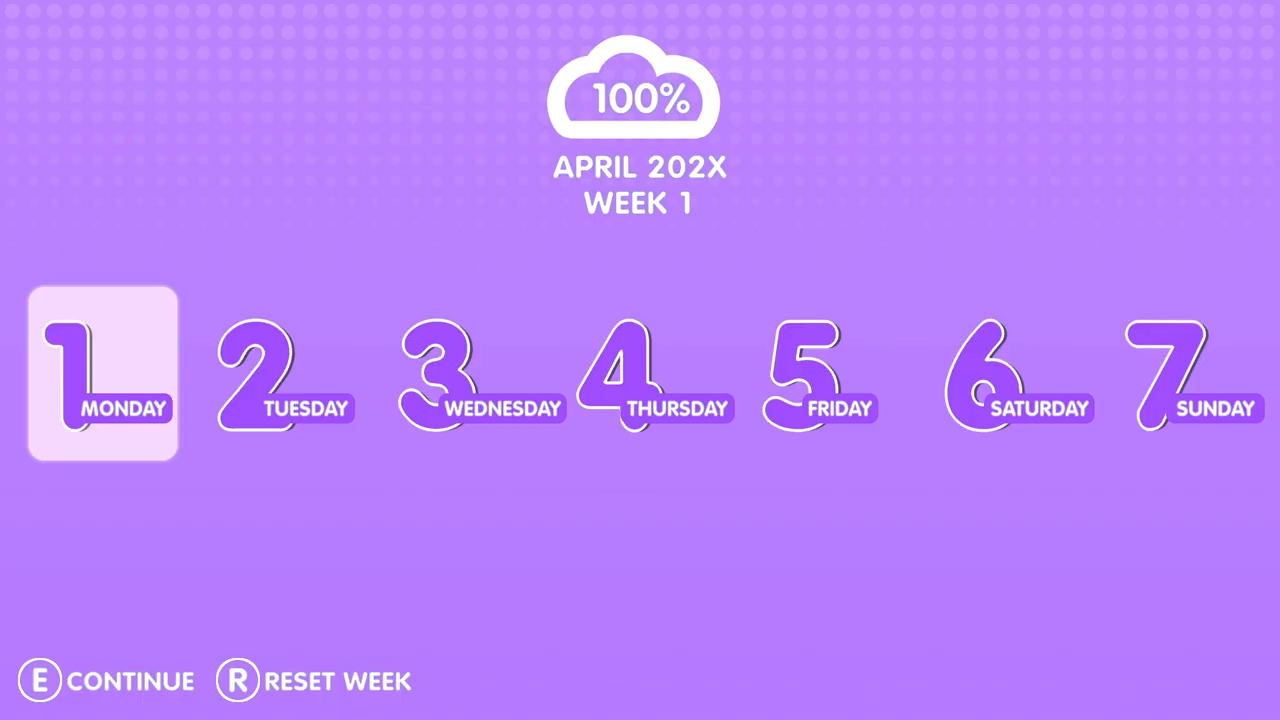 100%
APRIL 202X
WEEK 1
1 MONDAY
2 TUESDAY
3 WEDNESDAY
4 THURSDAY
5 FRIDAY
6 SATURDAY
7 SUNDAY
E CONTINUE R RESET WEEK